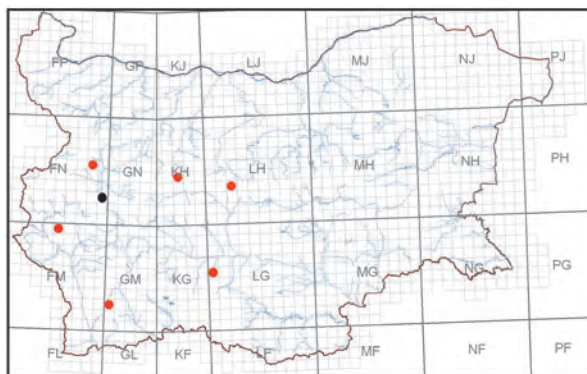 FP GP KJ LJ MJ NJ PJ
FN GN KH LH MH NH PH
FM GM KG LG MG NG PG
FL GL KF LF MF NF PF